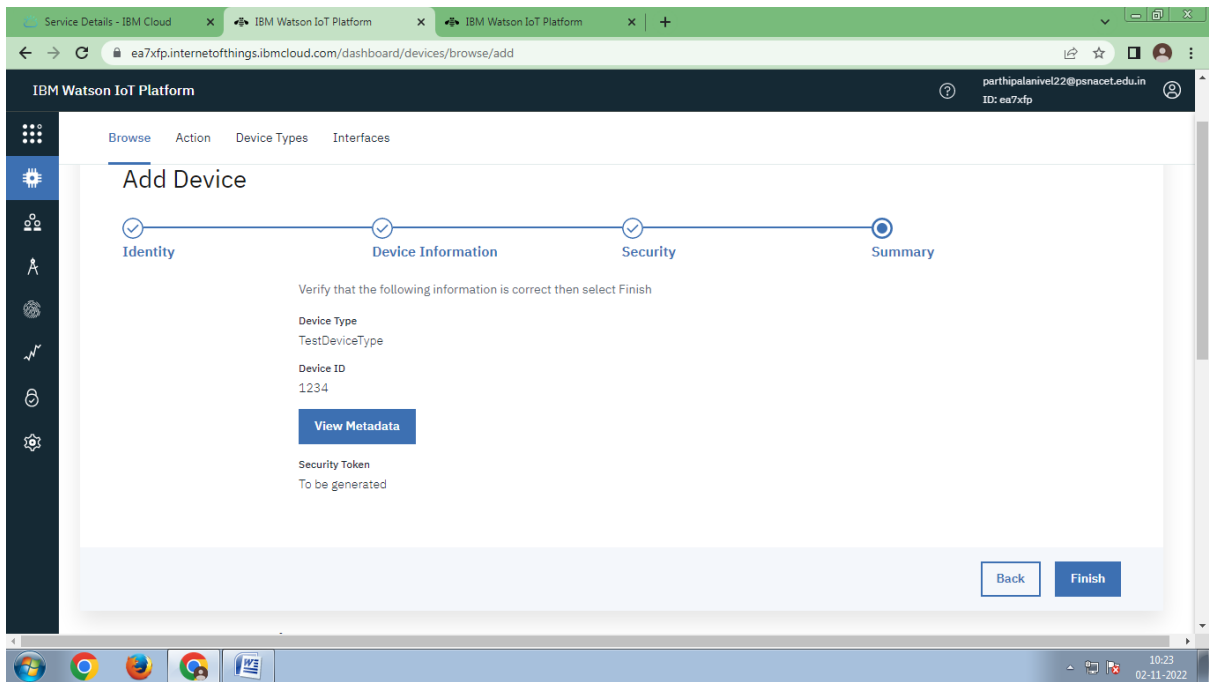 Service Details - IBM Cloud
IBM Watson IoT Platform
IBM Watson IoT Platform
ea7xfp.internetofthings.ibmcloud.com/dashboard/devices/browse/add
IBM Watson IoT Platform
parthipalanivel22@psnacet.edu.in
ID: ea7xfp
Browse Action Device Types Interfaces
Add Device
Identity Device Information Security Summary
Verify that the following information is correct then select Finish
Device Type
TestDeviceType
Device ID
1234
View Metadata
Security Token
To be generated
Back Finish
10:23
02-11-2022